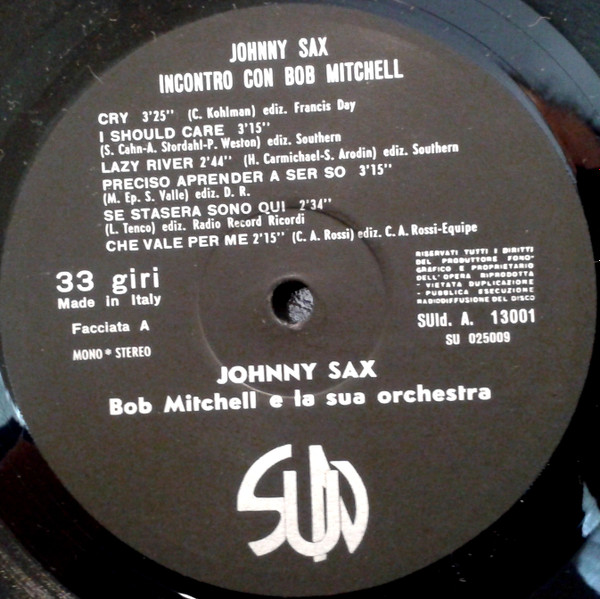 JOHNNY SAX
INCONTRO CON BOB MITCHELL
CRY 3'25'' (C. Kohlman) ediz. Francis Day
I SHOULD CARE 3'15''
(S. Cahn-A. Stordahl-P. Weston) ediz. Southern
LAZY RIVER 2'44'' (H. Carmichael-S. Arodin) ediz. Southern
PRECISO APRENDER A SER SO 3'15''
(M. Ep. S. Valle) ediz. D. R.
SE STASERA SONO QUI 2'34''
(L. Tenco) ediz. Radio Record Ricordi
CHE VALE PER ME 2'15'' (C. A. Rossi) ediz. C. A. Rossi-Equipe
33 giri
Made in Italy
Facciata A
MONO * STEREO
RISERVATI TUTTI I DIRITTI
DEL PRODUTTORE FONO-
GRAFICO E PROPRIETARIO
DELL'OPERA RIPRODOTTA
- VIETATA DUPLICAZIONE
- PUBBLICA ESECUZIONE
RADIODIFFUSIONE DEL DISCO
SUId. A. 13001
SU 025009
JOHNNY SAX
Bob Mitchell e la sua orchestra
SUN